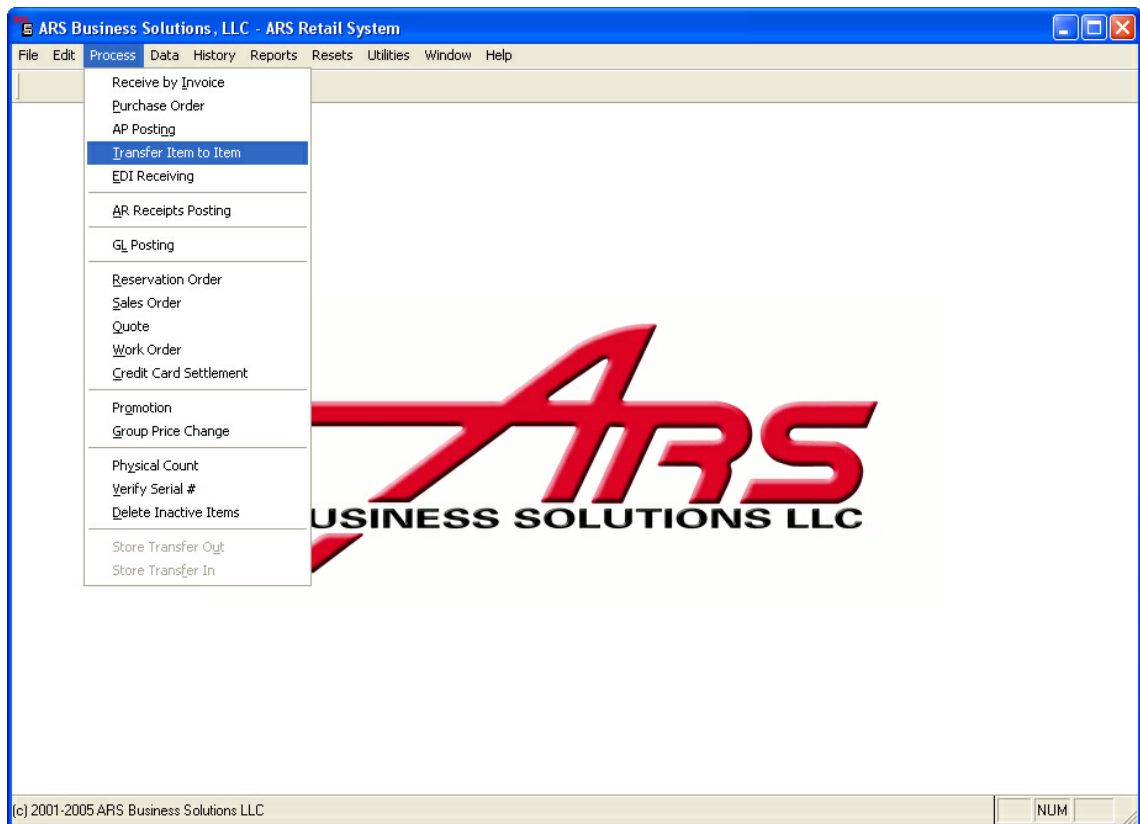 ARS Business Solutions, LLC - ARS Retail System
File Edit Process Data History Reports Resets Utilities Window Help
Receive by Invoice
Purchase Order
AP Posting
Transfer Item to Item
EDI Receiving
AR Receipts Posting
GL Posting
Reservation Order
Sales Order
Quote
Work Order
Credit Card Settlement
Promotion
Group Price Change
Physical Count
Verify Serial #
Delete Inactive Items
Store Transfer Out
Store Transfer In
ARS
USINESS SOLUTIONS LLC
(c) 2001-2005 ARS Business Solutions LLC
NUM